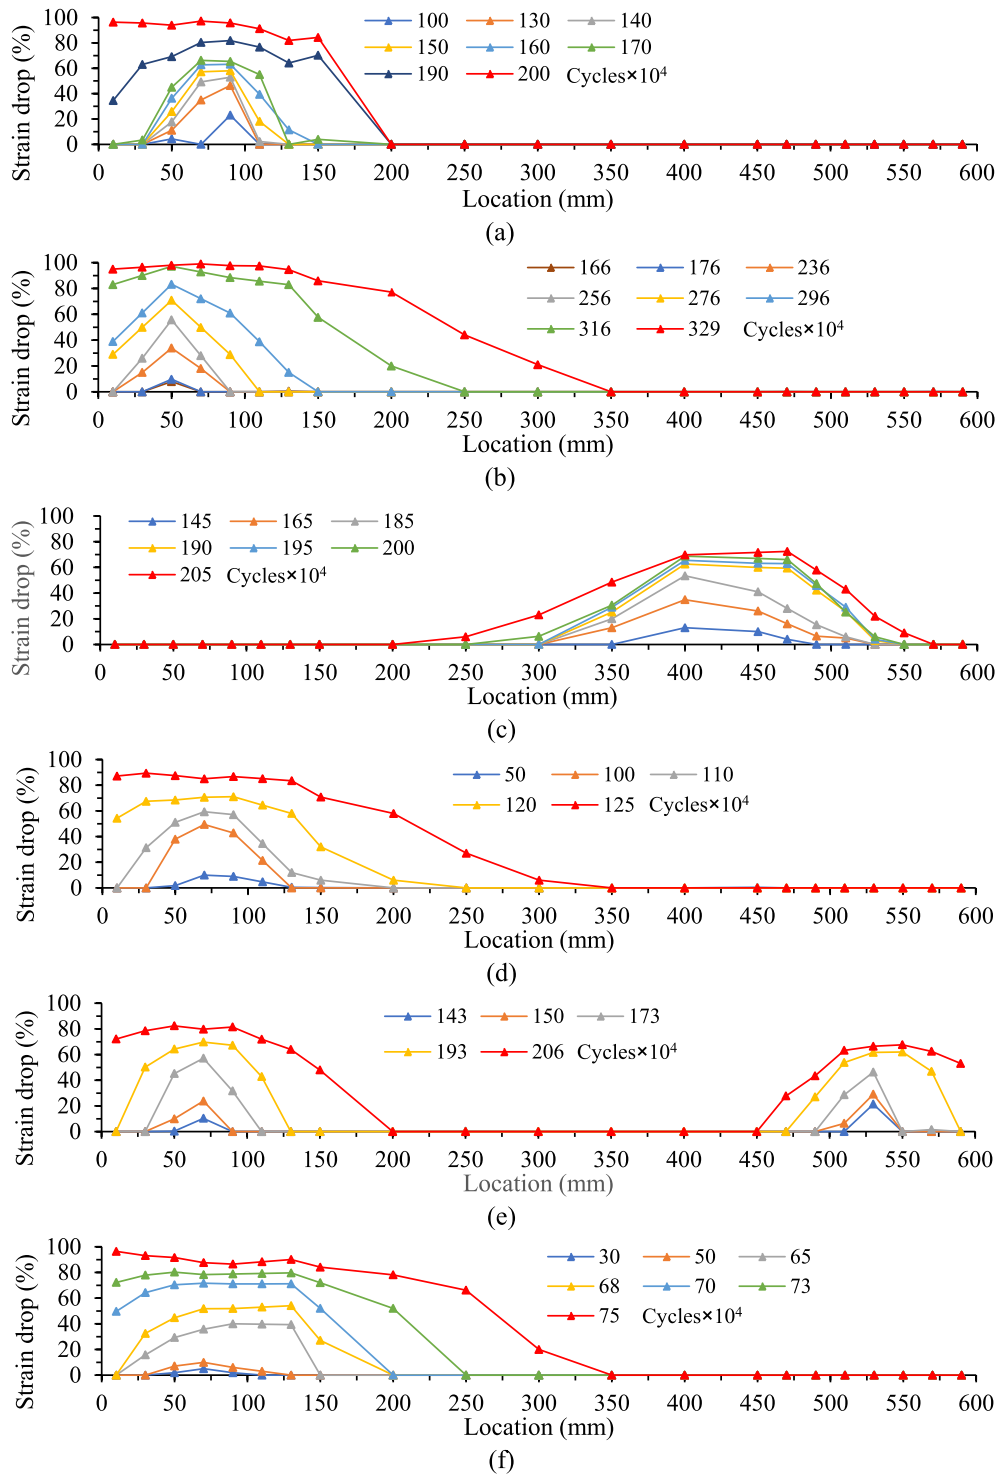 100 130 140
150 160 170
190 200 Cycles×10⁴
Strain drop (%)
100
80
60
40
20
0
0 50 100 150 200 250 300 350 400 450 500 550 600
Location (mm)
(a)
166 176 236
256 276 296
316 329 Cycles×10⁴
Strain drop (%)
100
80
60
40
20
0
0 50 100 150 200 250 300 350 400 450 500 550 600
Location (mm)
(b)
145 165 185
190 195 200
205 Cycles×10⁴
Strain drop (%)
100
80
60
40
20
0
0 50 100 150 200 250 300 350 400 450 500 550 600
Location (mm)
(c)
50 100 110
120 125 Cycles×10⁴
Strain drop (%)
100
80
60
40
20
0
0 50 100 150 200 250 300 350 400 450 500 550 600
Location (mm)
(d)
143 150 173
193 206 Cycles×10⁴
Strain drop (%)
100
80
60
40
20
0
0 50 100 150 200 250 300 350 400 450 500 550 600
Location (mm)
(e)
30 50 65
68 70 73
75 Cycles×10⁴
Strain drop (%)
100
80
60
40
20
0
0 50 100 150 200 250 300 350 400 450 500 550 600
Location (mm)
(f)